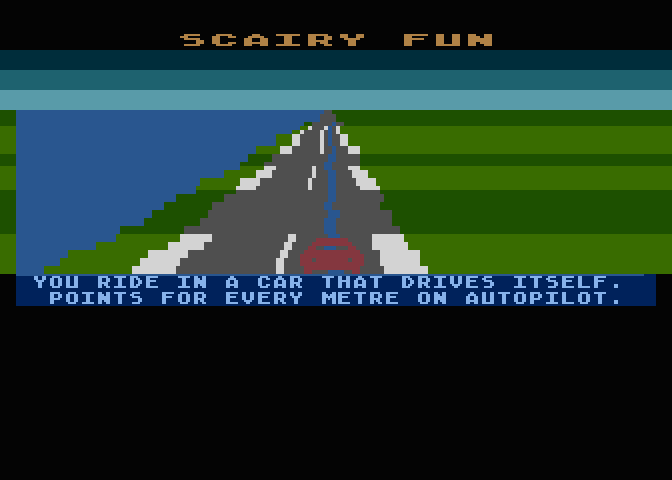 SCAIRY FUN
YOU RIDE IN A CAR THAT DRIVES ITSELF.
POINTS FOR EVERY METRE ON AUTOPILOT.